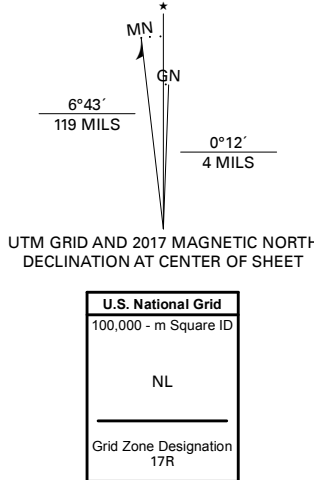 ★
MN
GN
6°43´
119 MILS
0°12´
4 MILS
UTM GRID AND 2017 MAGNETIC NORTH
DECLINATION AT CENTER OF SHEET
U.S. National Grid
100,000 - m Square ID
NL
Grid Zone Designation
17R